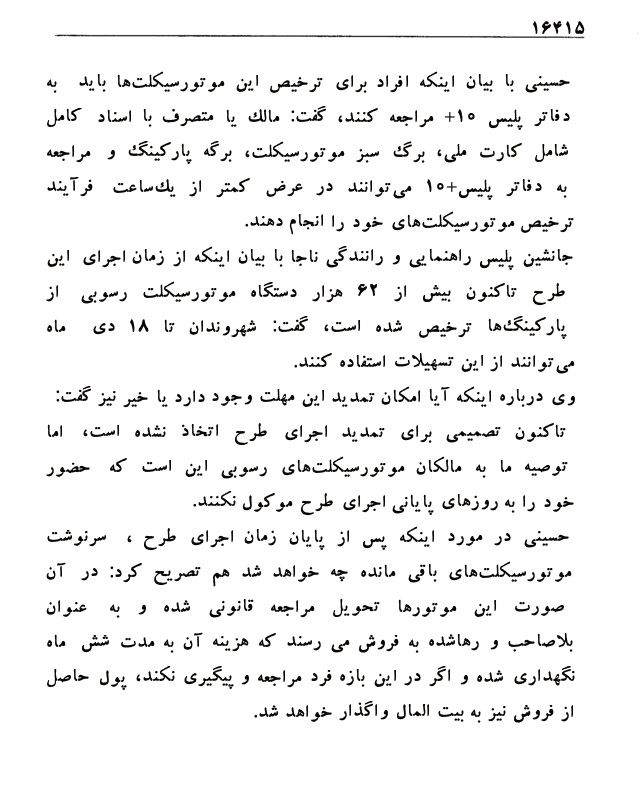 ۱۶۴۱۵
حسینی با بیان اینکه افراد برای ترخیص این موتورسیکلت‌ها باید به
دفاتر پلیس ۱۰+ مراجعه کنند، گفت: مالك یا متصرف با اسناد کامل
شامل کارت ملی، برگ سبز موتورسیکلت، برگه پارکینگ و مراجعه
به دفاتر پلیس+۱۰ می‌توانند در عرض کمتر از یك‌ساعت فرآیند
ترخیص موتورسیکلت‌های خود را انجام دهند.
جانشین پلیس راهنمایی و رانندگی ناجا با بیان اینکه از زمان اجرای این
طرح تاکنون بیش از ۶۲ هزار دستگاه موتورسیکلت رسوبی از
پارکینگ‌ها ترخیص شده است، گفت: شهروندان تا ۱۸ دی ماه
می‌توانند از این تسهیلات استفاده کنند.
وی درباره اینکه آیا امکان تمدید این مهلت وجود دارد یا خیر نیز گفت:
تاکنون تصمیمی برای تمدید اجرای طرح اتخاذ نشده است، اما
توصیه ما به مالکان موتورسیکلت‌های رسوبی این است که حضور
خود را به روزهای پایانی اجرای طرح موکول نکنند.
حسینی در مورد اینکه پس از پایان زمان اجرای طرح ، سرنوشت
موتورسیکلت‌های باقی مانده چه خواهد شد هم تصریح کرد: در آن
صورت این موتورها تحویل مراجعه قانونی شده و به عنوان
بلاصاحب و رهاشده به فروش می رسند که هزینه آن به مدت شش ماه
نگهداری شده و اگر در این بازه فرد مراجعه و پیگیری نکند، پول حاصل
از فروش نیز به بیت المال واگذار خواهد شد.